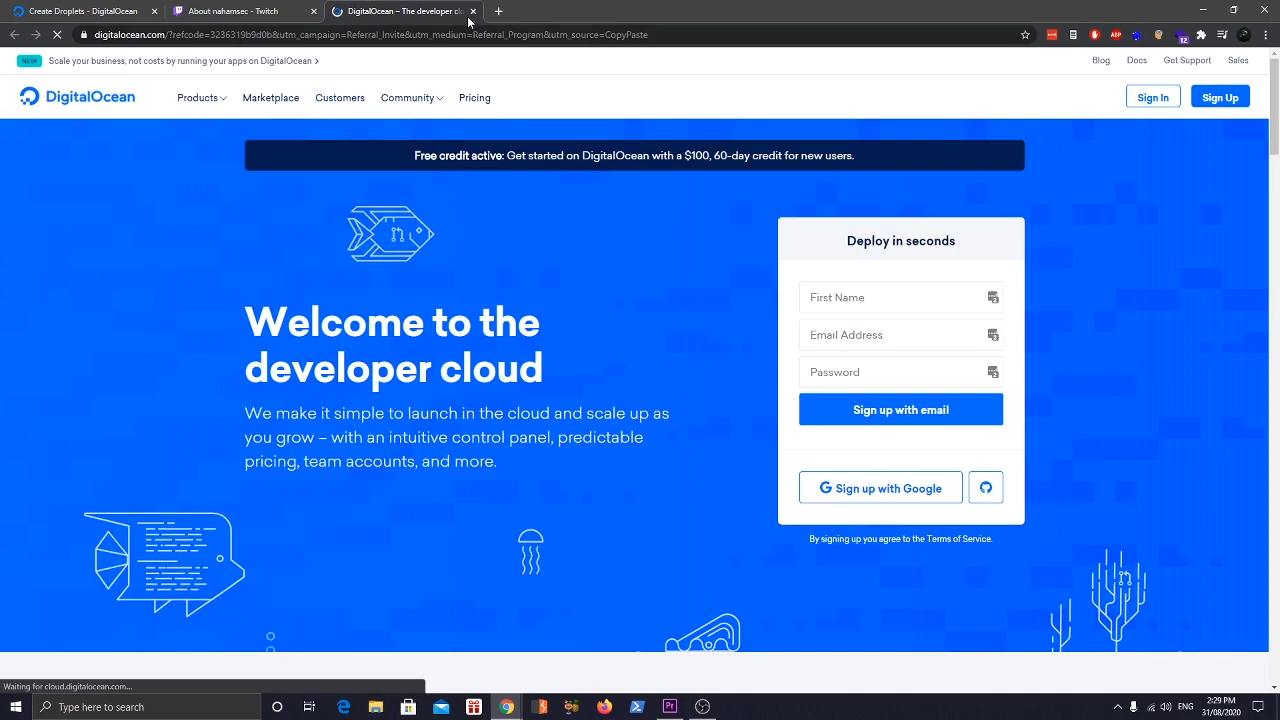 Create Droplets – DigitalOcean
About nahamsec - Twitch
DigitalOcean – The developer clo
digitalocean.com/?refcode=3236319b9d0b&utm_campaign=Referral_Invite&utm_medium=Referral_Program&utm_source=CopyPaste
NEW Scale your business, not costs by running your apps on DigitalOcean
Blog Docs Get Support Sales
DigitalOcean Products Marketplace Customers Community Pricing Sign In Sign Up
Free credit active: Get started on DigitalOcean with a $100, 60-day credit for new users.
Welcome to the
developer cloud
We make it simple to launch in the cloud and scale up as
you grow – with an intuitive control panel, predictable
pricing, team accounts, and more.
Deploy in seconds
First Name
Email Address
Password
Sign up with email
Sign up with Google
By signing up you agree to the Terms of Service.
Waiting for cloud.digitalocean.com...
Type here to search
ENG
2:29 PM
31/08/2020